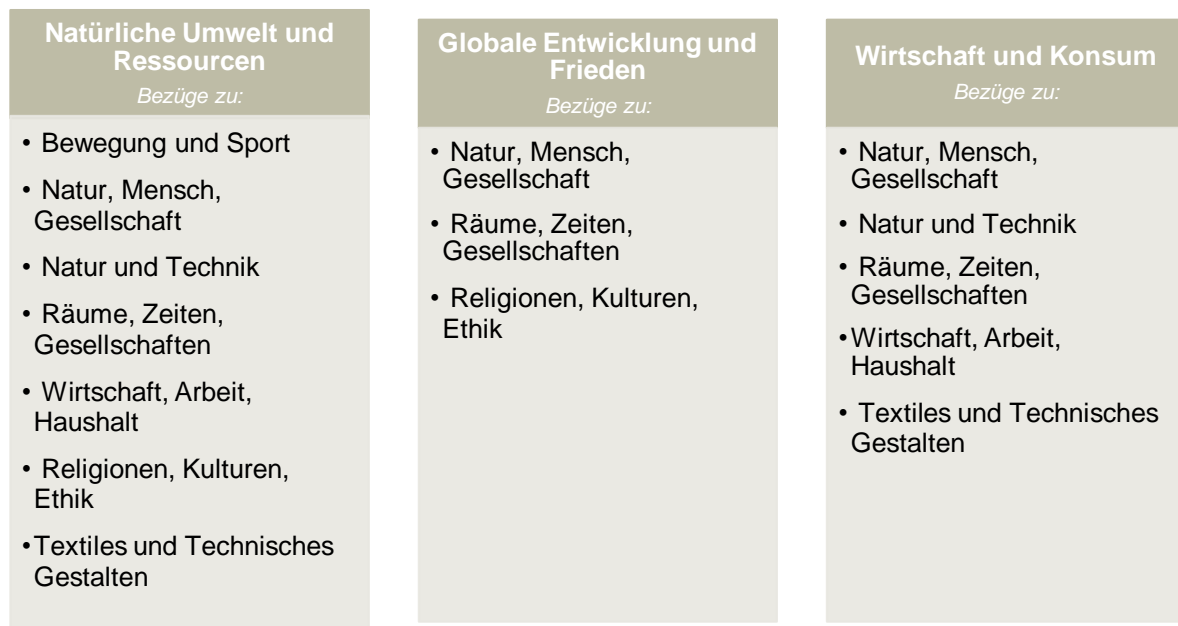 Natürliche Umwelt und
Ressourcen
Bezüge zu:
• Bewegung und Sport
• Natur, Mensch,
Gesellschaft
• Natur und Technik
• Räume, Zeiten,
Gesellschaften
• Wirtschaft, Arbeit,
Haushalt
• Religionen, Kulturen,
Ethik
•Textiles und Technisches
Gestalten
Globale Entwicklung und
Frieden
Bezüge zu:
• Natur, Mensch,
Gesellschaft
• Räume, Zeiten,
Gesellschaften
• Religionen, Kulturen,
Ethik
Wirtschaft und Konsum
Bezüge zu:
• Natur, Mensch,
Gesellschaft
• Natur und Technik
• Räume, Zeiten,
Gesellschaften
•Wirtschaft, Arbeit,
Haushalt
• Textiles und Technisches
Gestalten